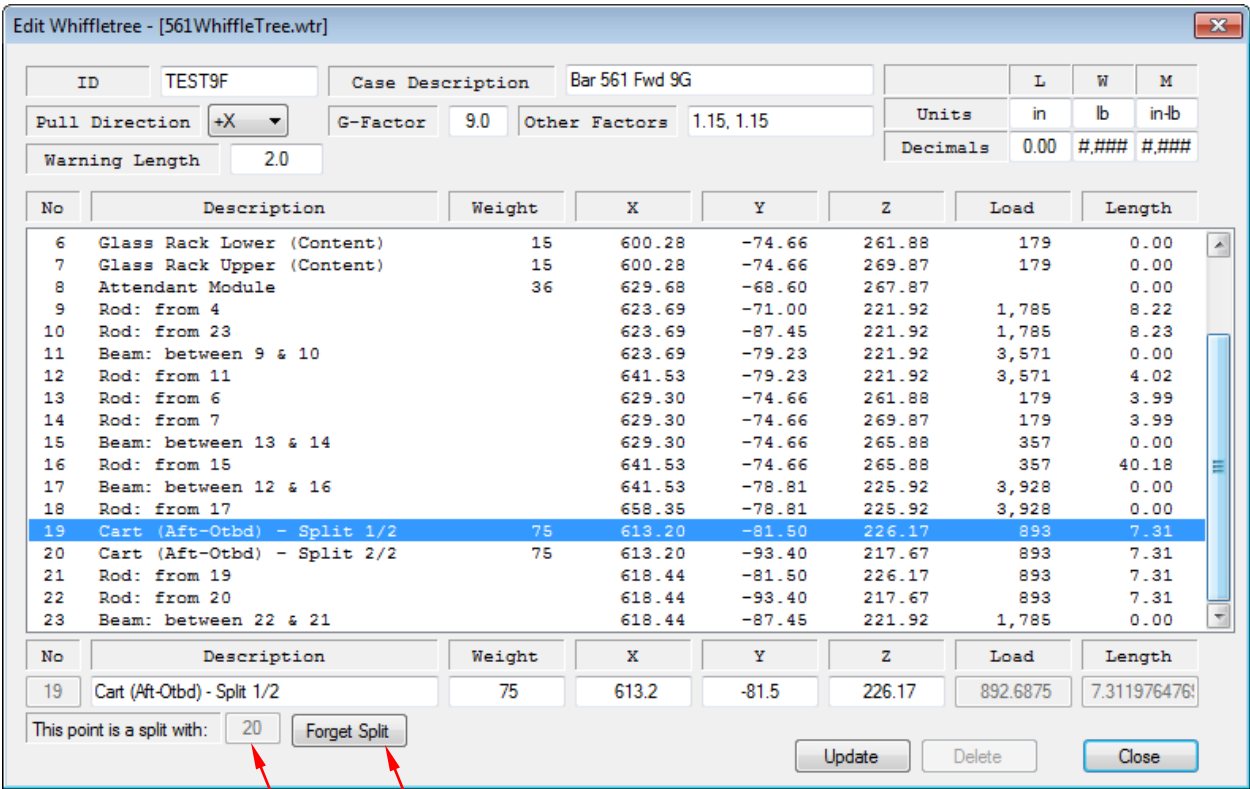 Edit Whiffletree - [561WhiffleTree.wtr]
ID TEST9F Case Description Bar 561 Fwd 9G L W M
Pull Direction +X G-Factor 9.0 Other Factors 1.15, 1.15 Units in lb in-lb
Warning Length 2.0 Decimals 0.00 #,### #,###
No Description Weight X Y Z Load Length
6 Glass Rack Lower (Content) 15 600.28 -74.66 261.88 179 0.00
7 Glass Rack Upper (Content) 15 600.28 -74.66 269.87 179 0.00
8 Attendant Module 36 629.68 -68.60 267.87 0.00
9 Rod: from 4 623.69 -71.00 221.92 1,785 8.22
10 Rod: from 23 623.69 -87.45 221.92 1,785 8.23
11 Beam: between 9 & 10 623.69 -79.23 221.92 3,571 0.00
12 Rod: from 11 641.53 -79.23 221.92 3,571 4.02
13 Rod: from 6 629.30 -74.66 261.88 179 3.99
14 Rod: from 7 629.30 -74.66 269.87 179 3.99
15 Beam: between 13 & 14 629.30 -74.66 265.88 357 0.00
16 Rod: from 15 641.53 -74.66 265.88 357 40.18
17 Beam: between 12 & 16 641.53 -78.81 225.92 3,928 0.00
18 Rod: from 17 658.35 -78.81 225.92 3,928 0.00
19 Cart (Aft-Otbd) - Split 1/2 75 613.20 -81.50 226.17 893 7.31
20 Cart (Aft-Otbd) - Split 2/2 75 613.20 -93.40 217.67 893 7.31
21 Rod: from 19 618.44 -81.50 226.17 893 7.31
22 Rod: from 20 618.44 -93.40 217.67 893 7.31
23 Beam: between 22 & 21 618.44 -87.45 221.92 1,785 0.00
No Description Weight X Y Z Load Length
19 Cart (Aft-Otbd) - Split 1/2 75 613.2 -81.5 226.17 892.6875 7.311976476
This point is a split with: 20 Forget Split
Update Delete Close